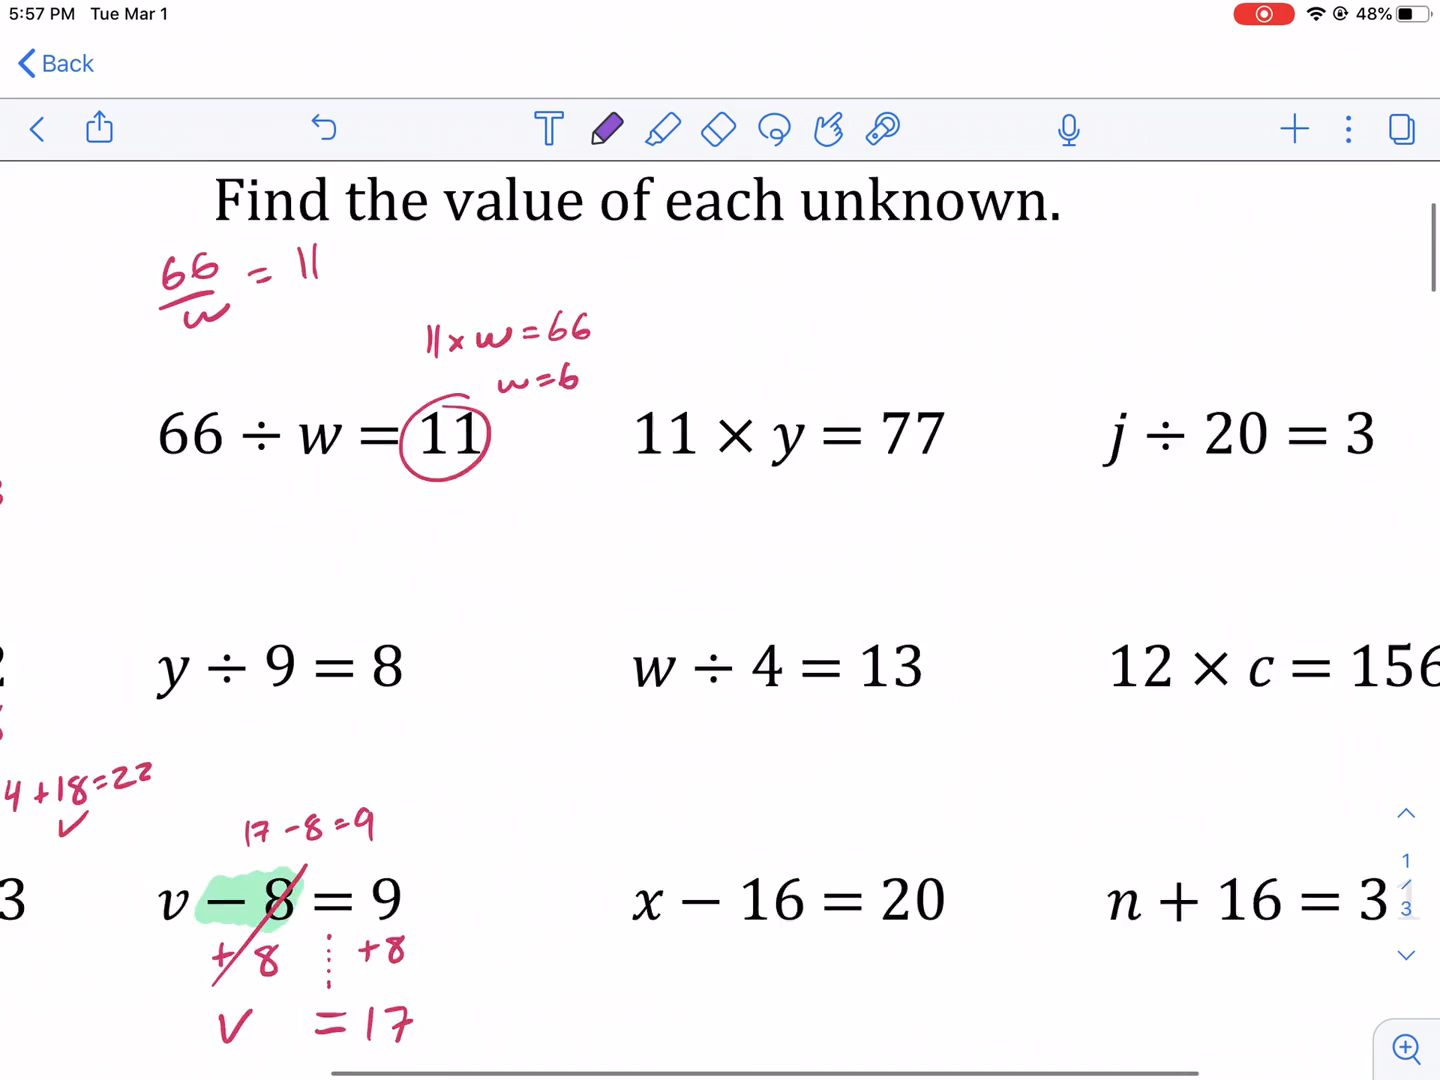 5:57 PM Tue Mar 1 48%
Back
T
Find the value of each unknown.
66/w = 11
11 × w = 66
w = 6
66 ÷ w = 11 11 × y = 77 j ÷ 20 = 3
y ÷ 9 = 8 w ÷ 4 = 13 12 × c = 156
4 + 18 = 22
17 - 8 = 9
3 v − 8 = 9 x − 16 = 20 n + 16 = 3
+ 8 + 8
v = 17
1/3